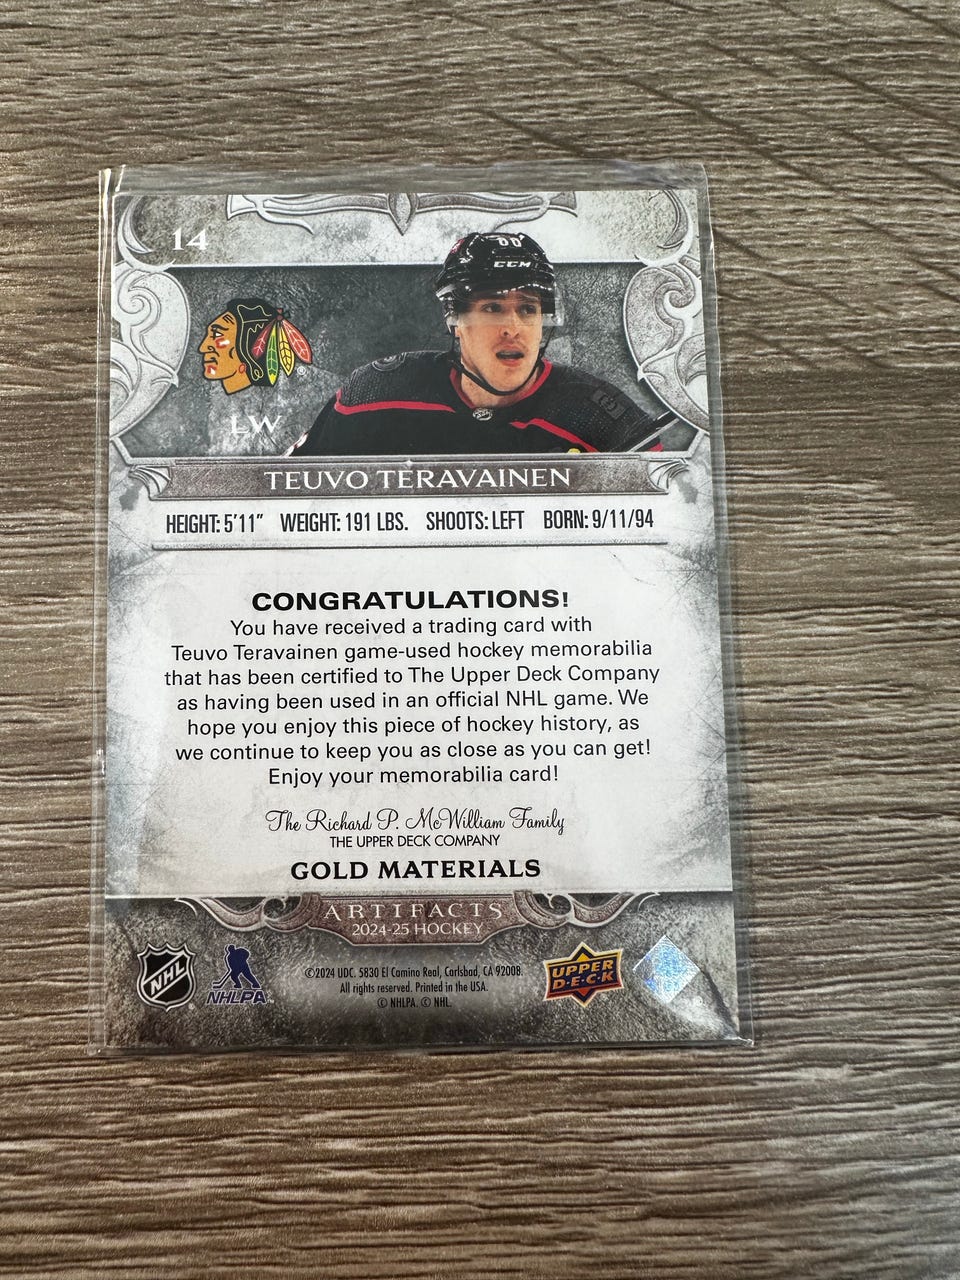 14
60
CCM
LW
TEUVO TERAVAINEN
HEIGHT: 5'11" WEIGHT: 191 LBS. SHOOTS: LEFT BORN: 9/11/94
CONGRATULATIONS!
You have received a trading card with
Teuvo Teravainen game-used hockey memorabilia
that has been certified to The Upper Deck Company
as having been used in an official NHL game. We
hope you enjoy this piece of hockey history, as
we continue to keep you as close as you can get!
Enjoy your memorabilia card!
The Richard P. McWilliam Family
THE UPPER DECK COMPANY
GOLD MATERIALS
ARTIFACTS
2024-25 HOCKEY
NHL
NHLPA
©2024 UDC. 5830 El Camino Real, Carlsbad, CA 92008.
All rights reserved. Printed in the USA.
© NHLPA. © NHL.
UPPER
D·E·C·K